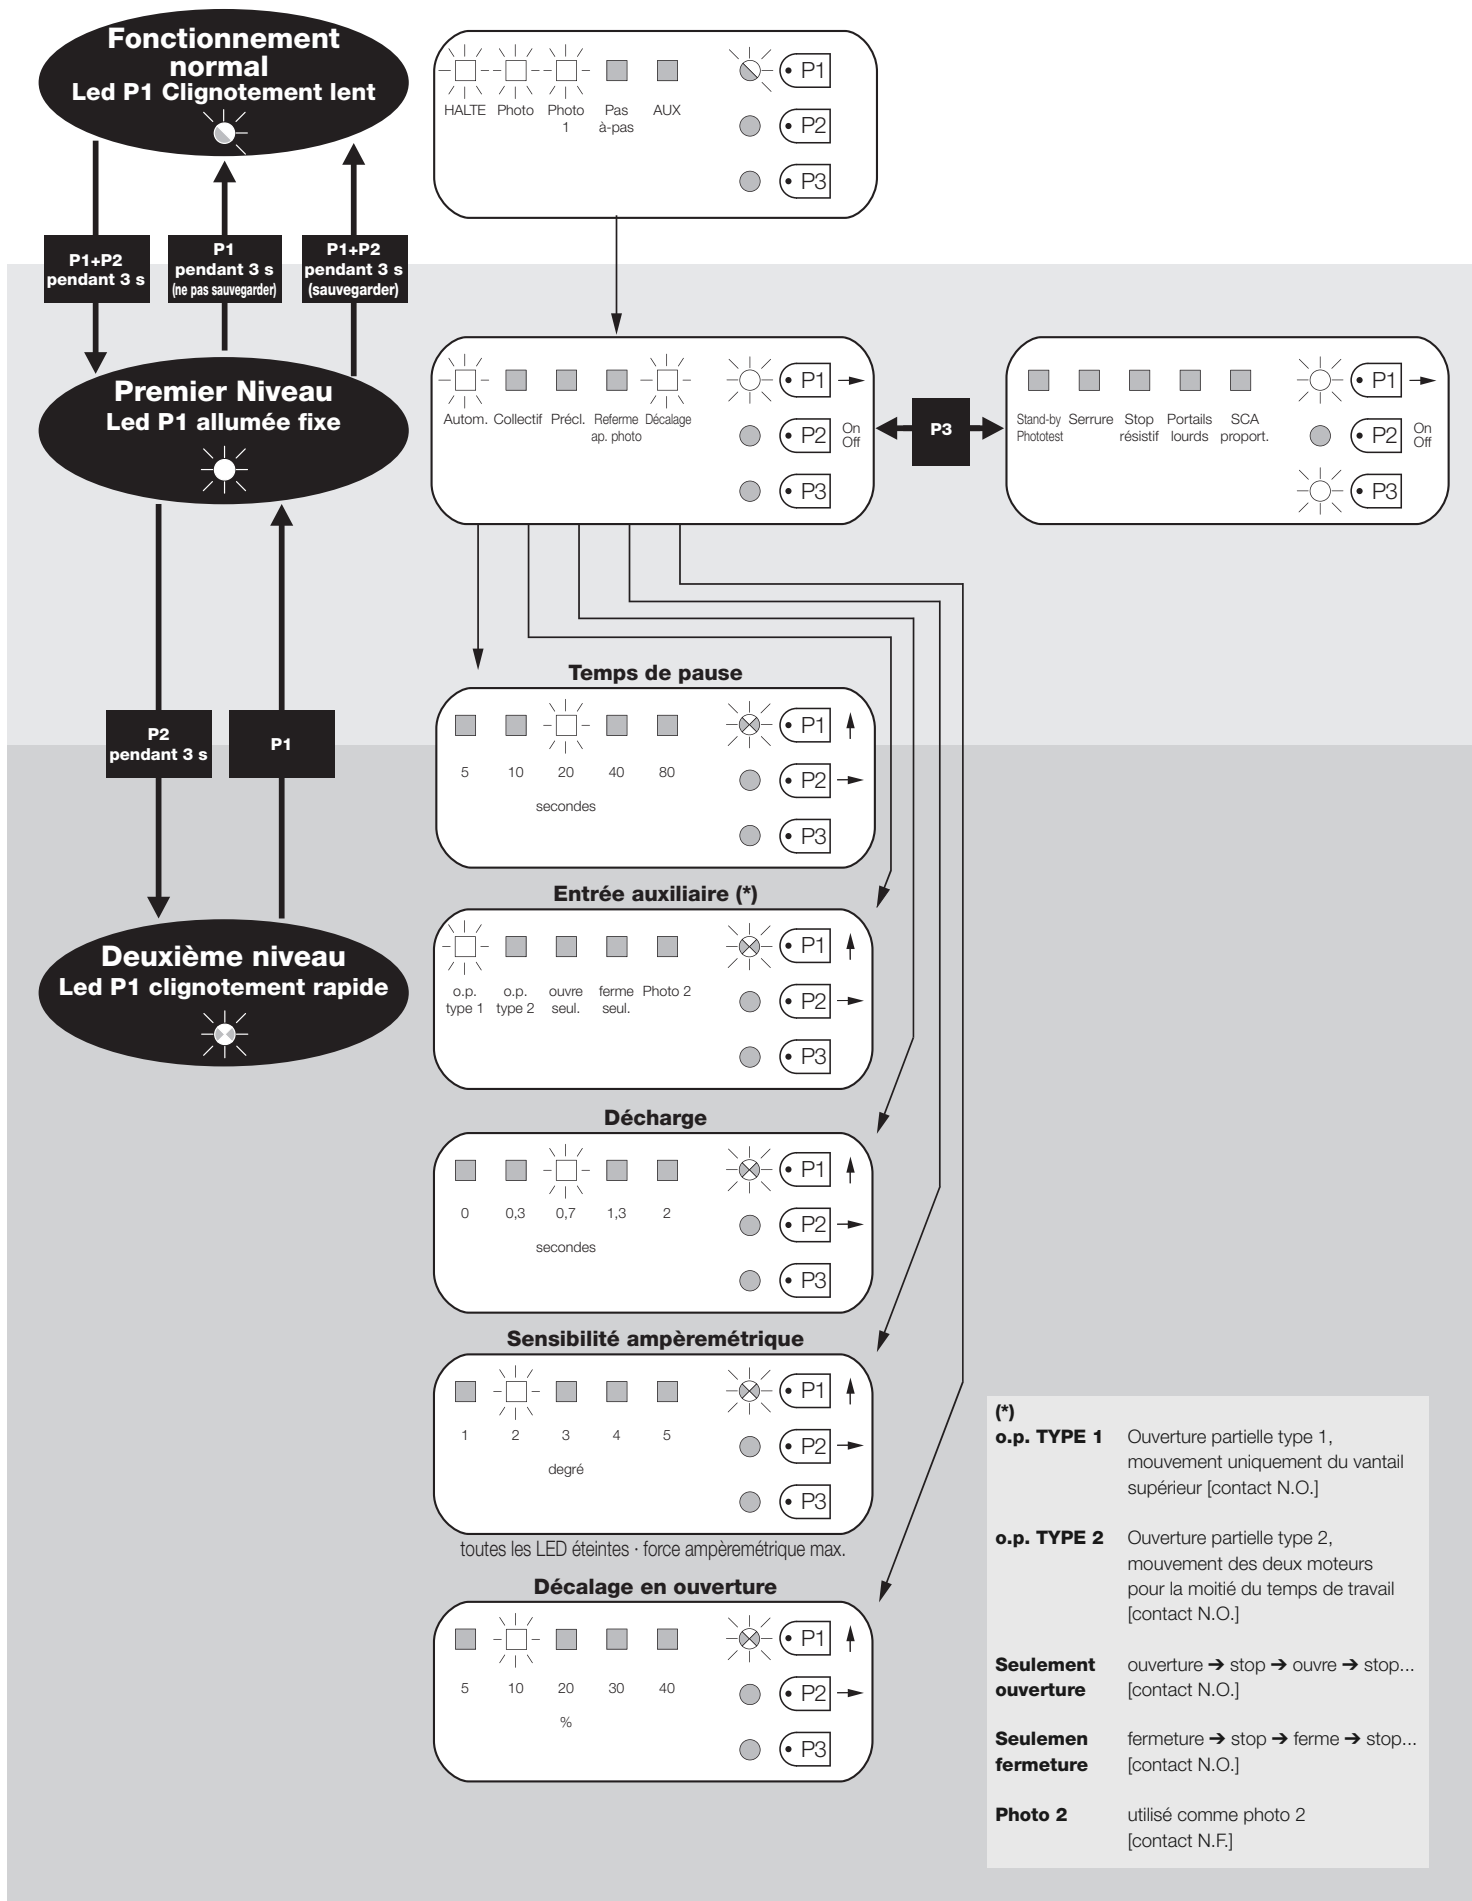 Fonctionnement
normal
Led P1 Clignotement lent
HALTE Photo Photo 1 Pas à-pas AUX
P1
P2
P3
P1+P2
pendant 3 s
P1
pendant 3 s
(ne pas sauvegarder)
P1+P2
pendant 3 s
(sauvegarder)
Premier Niveau
Led P1 allumée fixe
Autom. Collectif Précl. Referme ap. photo Décalage
P1
P2 On Off
P3
P3
Stand-by Phototest Serrure Stop résistif Portails lourds SCA proport.
P1
P2 On Off
P3
P2
pendant 3 s
P1
Deuxième niveau
Led P1 clignotement rapide
Temps de pause
5 10 20 40 80
secondes
P1
P2
P3
Entrée auxiliaire (*)
o.p. type 1 o.p. type 2 ouvre seul. ferme seul. Photo 2
P1
P2
P3
Décharge
0 0,3 0,7 1,3 2
secondes
P1
P2
P3
Sensibilité ampèremétrique
1 2 3 4 5
degré
P1
P2
P3
toutes les LED éteintes · force ampèremétrique max.
Décalage en ouverture
5 10 20 30 40
%
P1
P2
P3
(*)
o.p. TYPE 1 Ouverture partielle type 1,
mouvement uniquement du vantail
supérieur [contact N.O.]
o.p. TYPE 2 Ouverture partielle type 2,
mouvement des deux moteurs
pour la moitié du temps de travail
[contact N.O.]
Seulement ouverture ➔ stop ➔ ouvre ➔ stop...
ouverture [contact N.O.]
Seulemen fermeture ➔ stop ➔ ferme ➔ stop...
fermeture [contact N.O.]
Photo 2 utilisé comme photo 2
[contact N.F.]